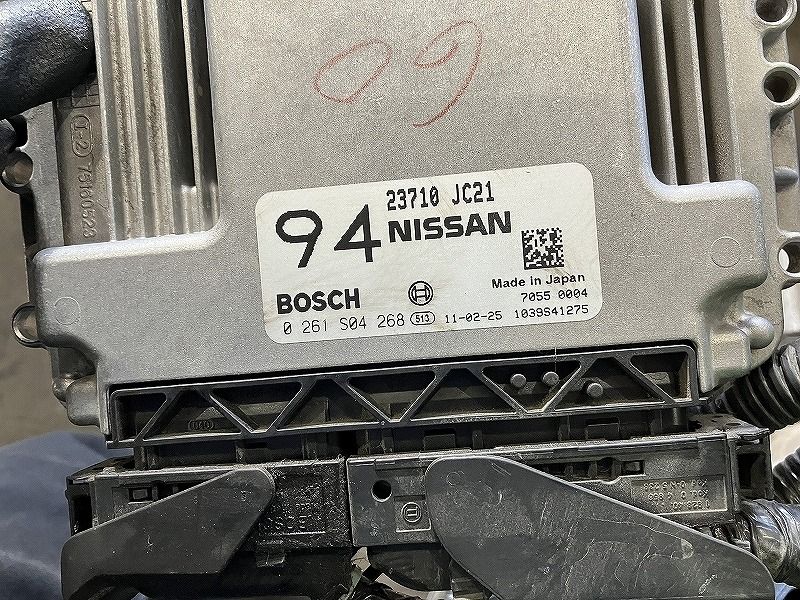 09
23710 JC21
94 NISSAN
BOSCH
Made in Japan
7055 0004
0 261 S04 268 513 11-02-25 1039S41275